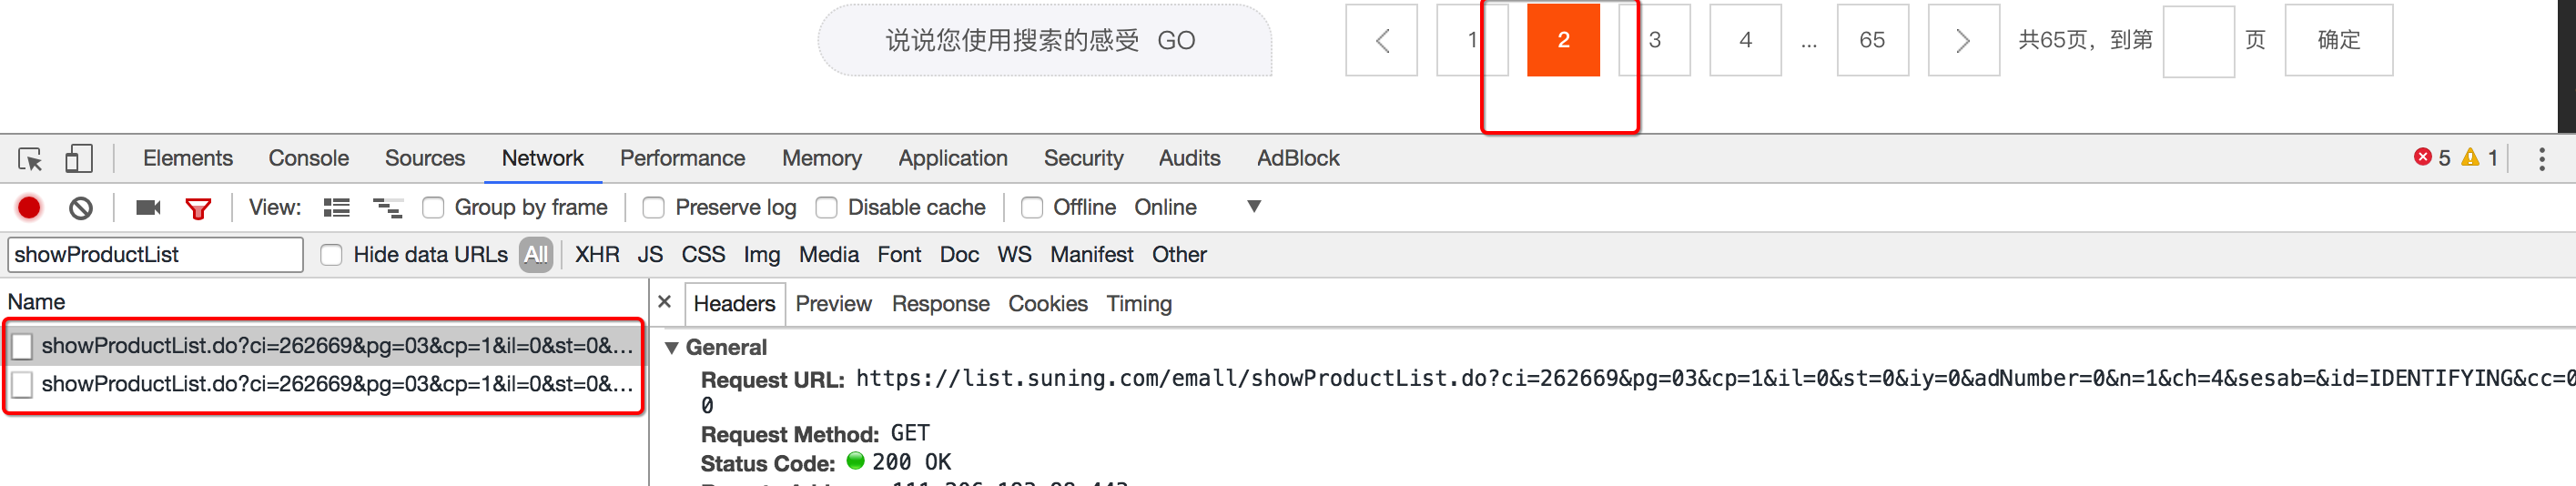 说说您使用搜索的感受 GO
1 2 3 4 ... 65 共65页，到第 页 确定
Elements Console Sources Network Performance Memory Application Security Audits AdBlock 5 1
View: Group by frame Preserve log Disable cache Offline Online
showProductList Hide data URLs All XHR JS CSS Img Media Font Doc WS Manifest Other
Name
Headers Preview Response Cookies Timing
showProductList.do?ci=262669&pg=03&cp=1&il=0&st=0&...
showProductList.do?ci=262669&pg=03&cp=1&il=0&st=0&...
General
Request URL: https://list.suning.com/emall/showProductList.do?ci=262669&pg=03&cp=1&il=0&st=0&iy=0&adNumber=0&n=1&ch=4&sesab=&id=IDENTIFYING&cc=0
0
Request Method: GET
Status Code: 200 OK